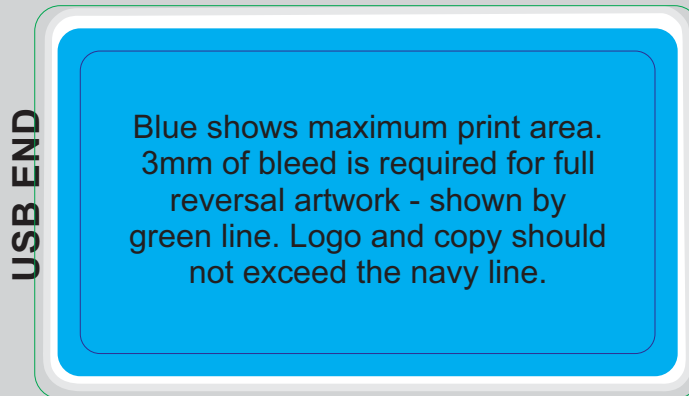 USB END
Blue shows maximum print area.
3mm of bleed is required for full
reversal artwork - shown by
green line. Logo and copy should
not exceed the navy line.